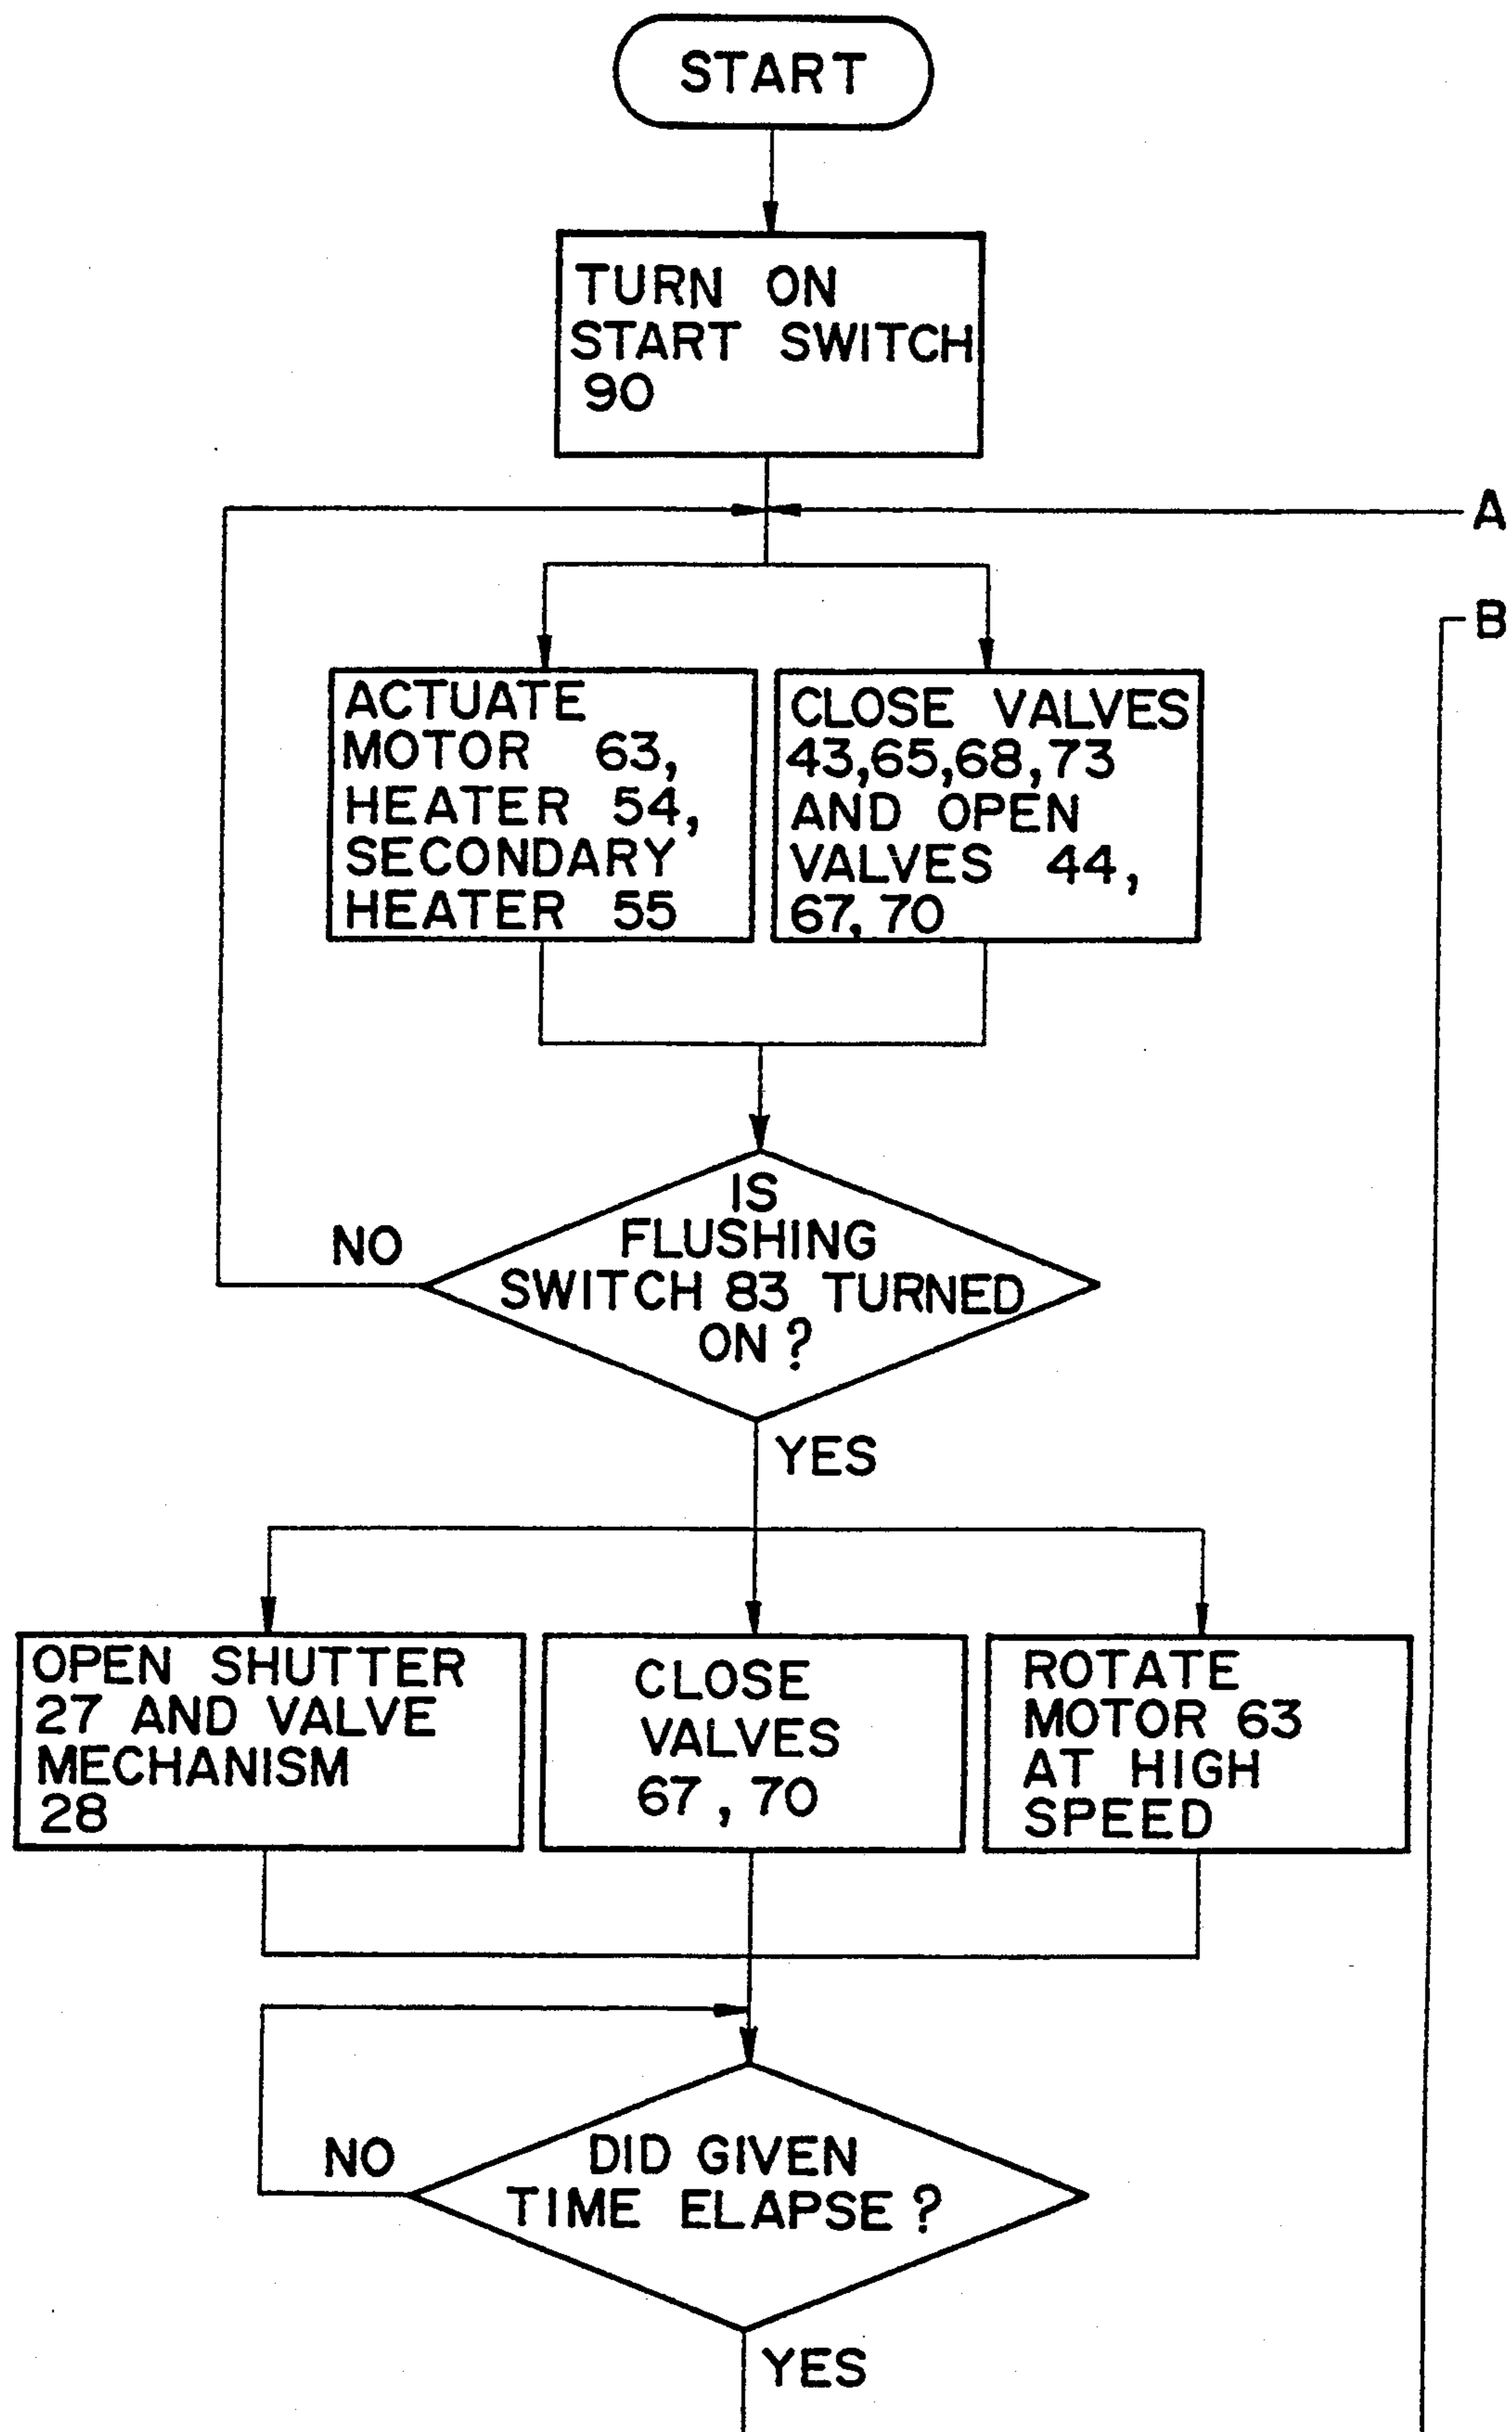 START
TURN ON
START SWITCH
90
A
B
ACTUATE
MOTOR 63,
HEATER 54,
SECONDARY
HEATER 55
CLOSE VALVES
43,65,68,73
AND OPEN
VALVES 44,
67,70
IS
FLUSHING
SWITCH 83 TURNED
ON?
NO
YES
OPEN SHUTTER
27 AND VALVE
MECHANISM
28
CLOSE
VALVES
67, 70
ROTATE
MOTOR 63
AT HIGH
SPEED
DID GIVEN
TIME ELAPSE?
NO
YES